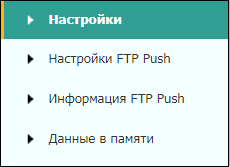 Настройки
Настройки FTP Push
Информация FTP Push
Данные в памяти